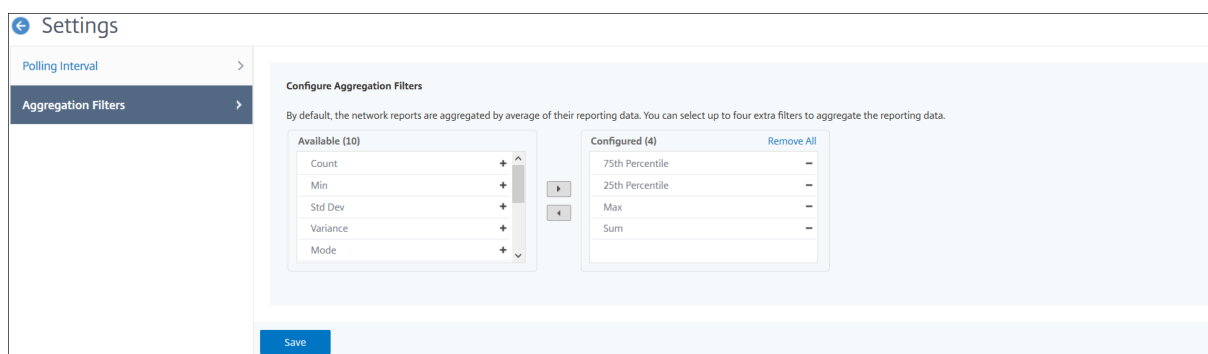 Settings
Polling Interval
Aggregation Filters
Configure Aggregation Filters
By default, the network reports are aggregated by average of their reporting data. You can select up to four extra filters to aggregate the reporting data.
Available (10)
Count
Min
Std Dev
Variance
Mode
Configured (4) Remove All
75th Percentile
25th Percentile
Max
Sum
Save